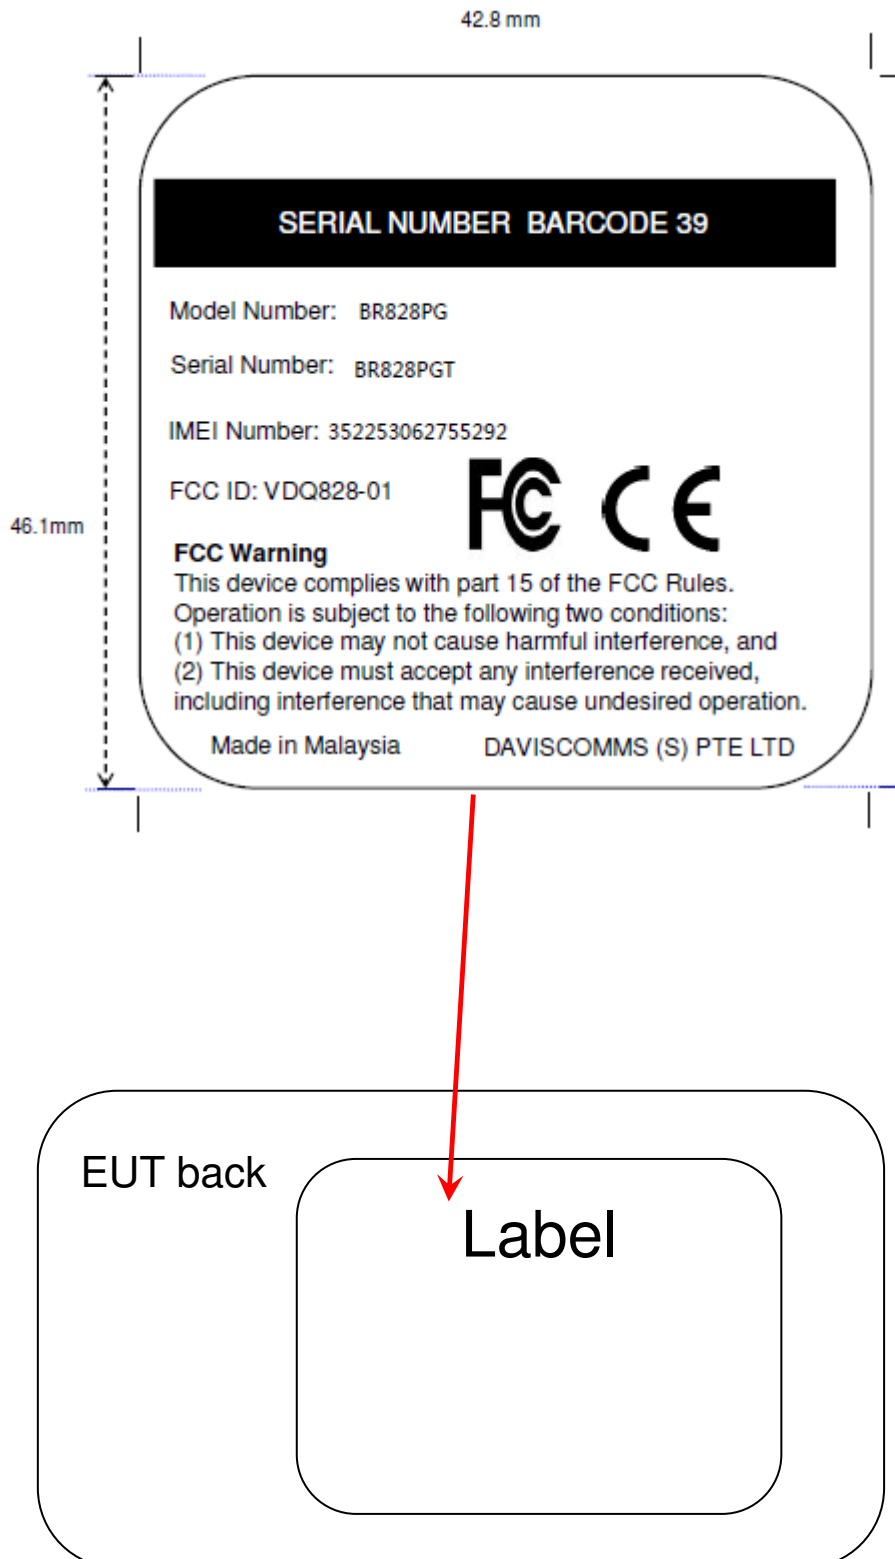 42.8 mm
SERIAL NUMBER BARCODE 39
Model Number: BR828PG
Serial Number: BR828PGT
IMEI Number: 352253062755292
FCC ID: VDQ828-01
FC CE
46.1mm
FCC Warning
This device complies with part 15 of the FCC Rules.
Operation is subject to the following two conditions:
(1) This device may not cause harmful interference, and
(2) This device must accept any interference received,
including interference that may cause undesired operation.
Made in Malaysia DAVISCOMMS (S) PTE LTD
EUT back
Label